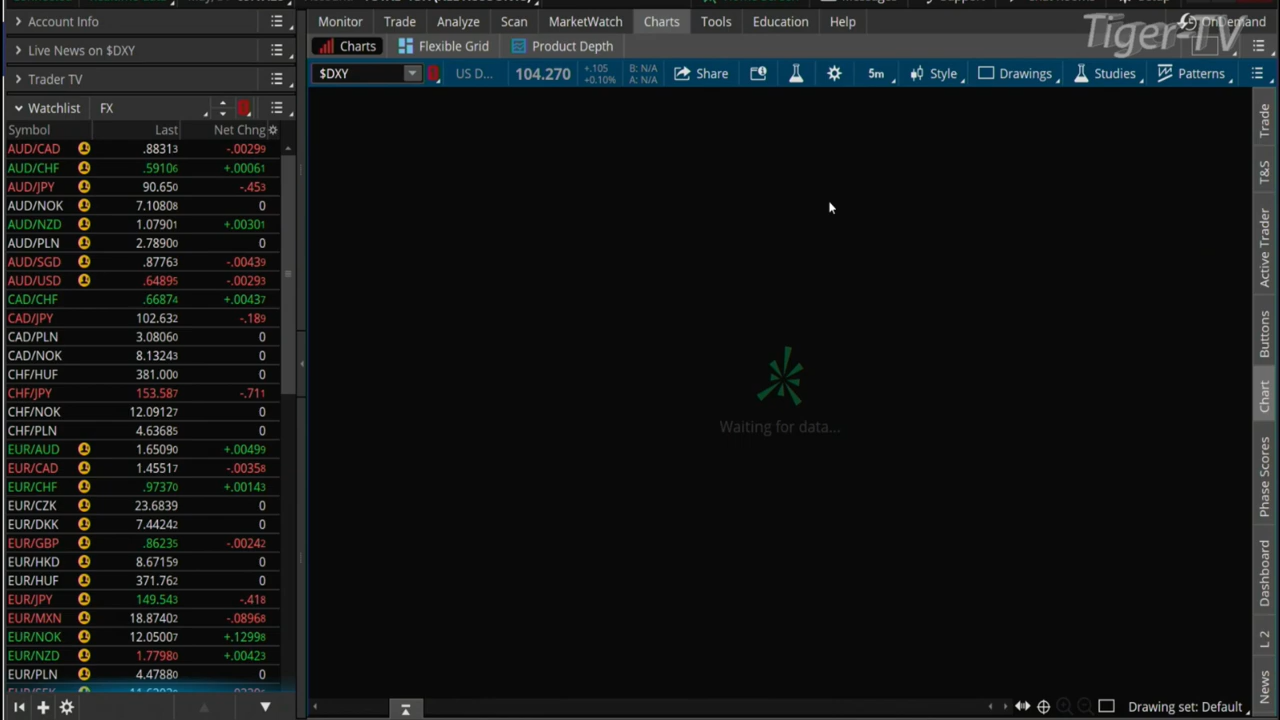 Account Info
Live News on $DXY
Trader TV
Watchlist FX
Symbol Last Net Chng
AUD/CAD .88313 -.00299
AUD/CHF .59106 +.00061
AUD/JPY 90.650 -.453
AUD/NOK 7.10808 0
AUD/NZD 1.07901 +.00301
AUD/PLN 2.78900 0
AUD/SGD .87763 -.00439
AUD/USD .64895 -.00293
CAD/CHF .66874 +.00437
CAD/JPY 102.632 -.189
CAD/PLN 3.08060 0
CAD/NOK 8.13243 0
CHF/HUF 381.000 0
CHF/JPY 153.587 -.711
CHF/NOK 12.09127 0
CHF/PLN 4.63685 0
EUR/AUD 1.65090 +.00499
EUR/CAD 1.45517 -.00358
EUR/CHF .97370 +.00143
EUR/CZK 23.6839 0
EUR/DKK 7.44242 0
EUR/GBP .86235 -.00242
EUR/HKD 8.67159 0
EUR/HUF 371.762 0
EUR/JPY 149.543 -.418
EUR/MXN 18.87402 -.08968
EUR/NOK 12.05007 +.12998
EUR/NZD 1.77980 +.00423
EUR/PLN 4.47880 0
Monitor Trade Analyze Scan MarketWatch Charts Tools Education Help
OnDemand
Tiger-TV
Charts Flexible Grid Product Depth
$DXY US D... 104.270 +.105 B: N/A Share 5m Style Drawings Studies Patterns
+0.10% A: N/A
Waiting for data...
Trade
T&S
Active Trader
Buttons
Chart
Phase Scores
Dashboard
L 2
News
Drawing set: Default